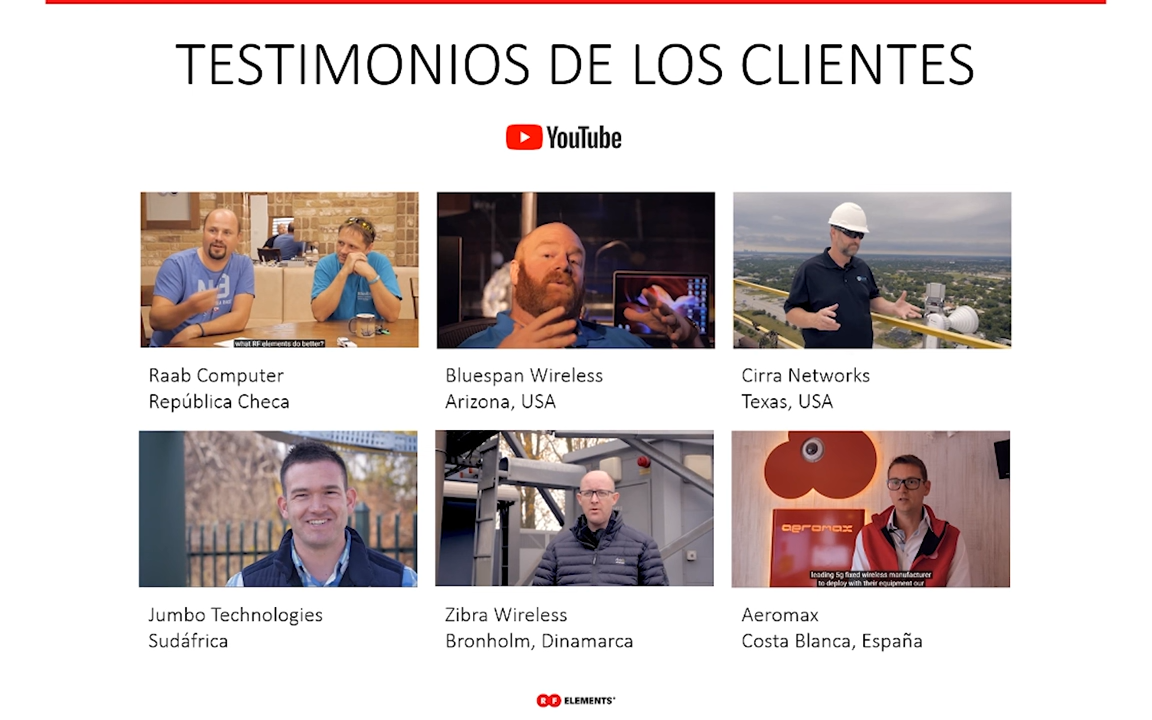 TESTIMONIOS DE LOS CLIENTES
YouTube
what RF elements do better?
Raab Computer
República Checa
Bluespan Wireless
Arizona, USA
Cirra Networks
Texas, USA
aeromax
leading 5g fixed wireless manufacturer
to deploy with their equipment our
Jumbo Technologies
Sudáfrica
Zibra Wireless
Bronholm, Dinamarca
Aeromax
Costa Blanca, España
RF ELEMENTS